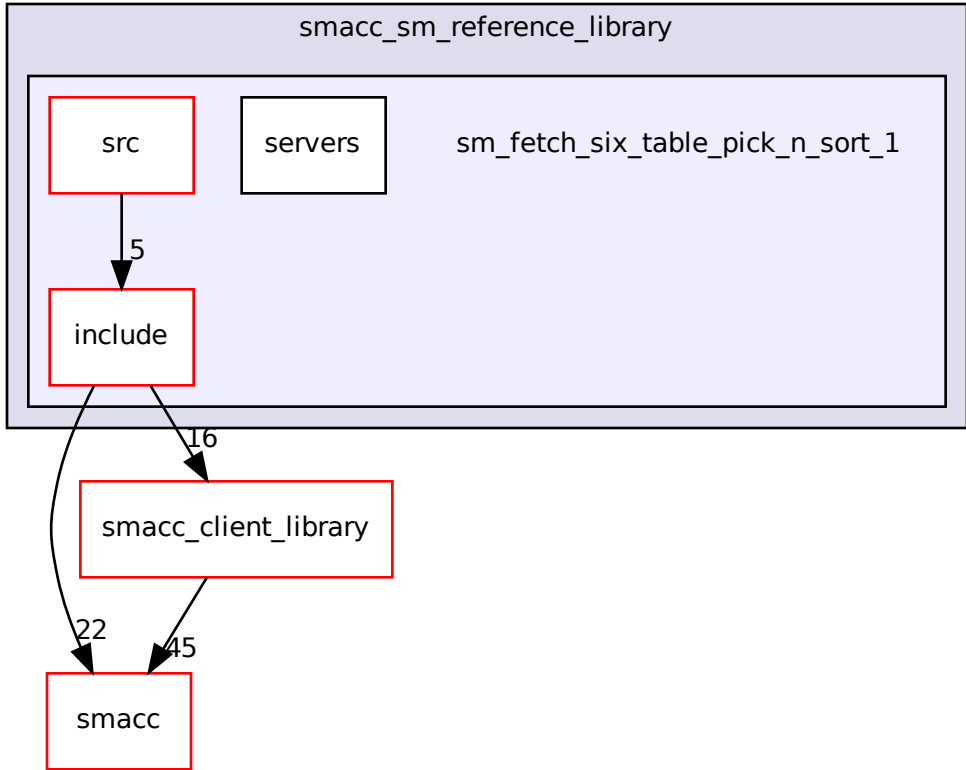 smacc_sm_reference_library
src
servers
sm_fetch_six_table_pick_n_sort_1
5
include
16
smacc_client_library
22
45
smacc